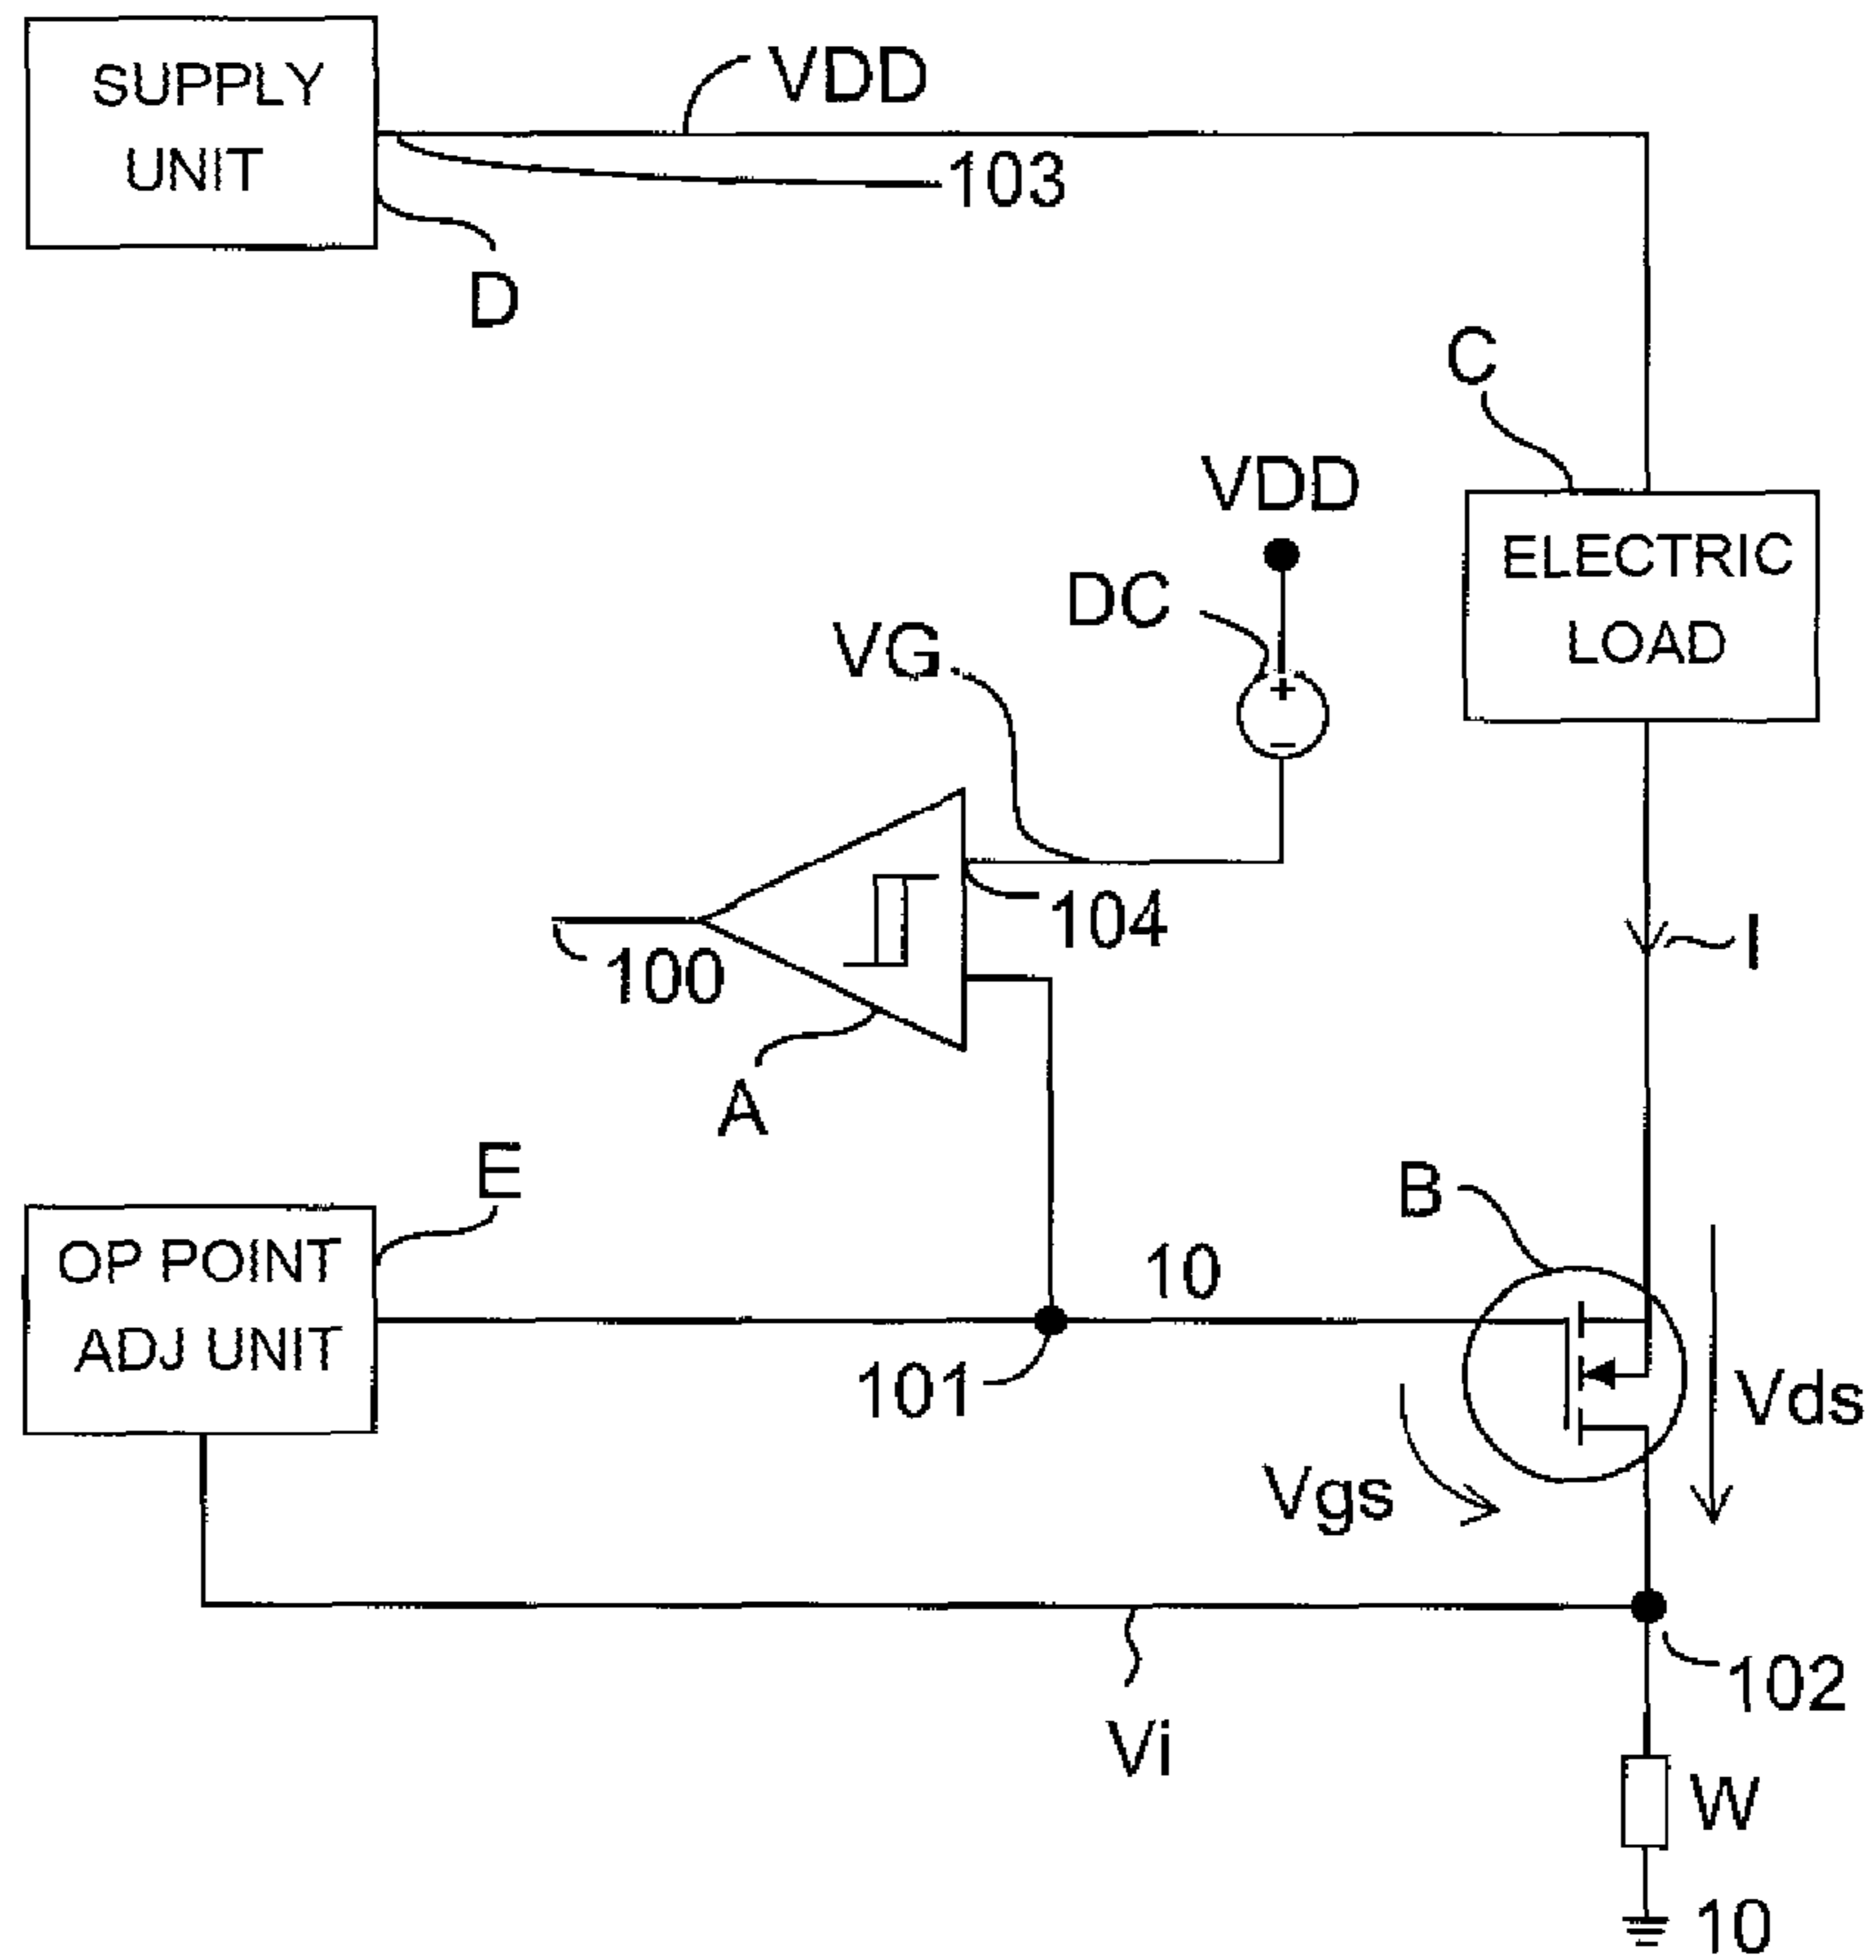 SUPPLY
UNIT
VDD
103
D
C
VDD
DC
VG
ELECTRIC
LOAD
+
−
104
100
I
A
E
B
OP POINT
ADJ UNIT
10
101
Vds
Vgs
102
Vi
W
10